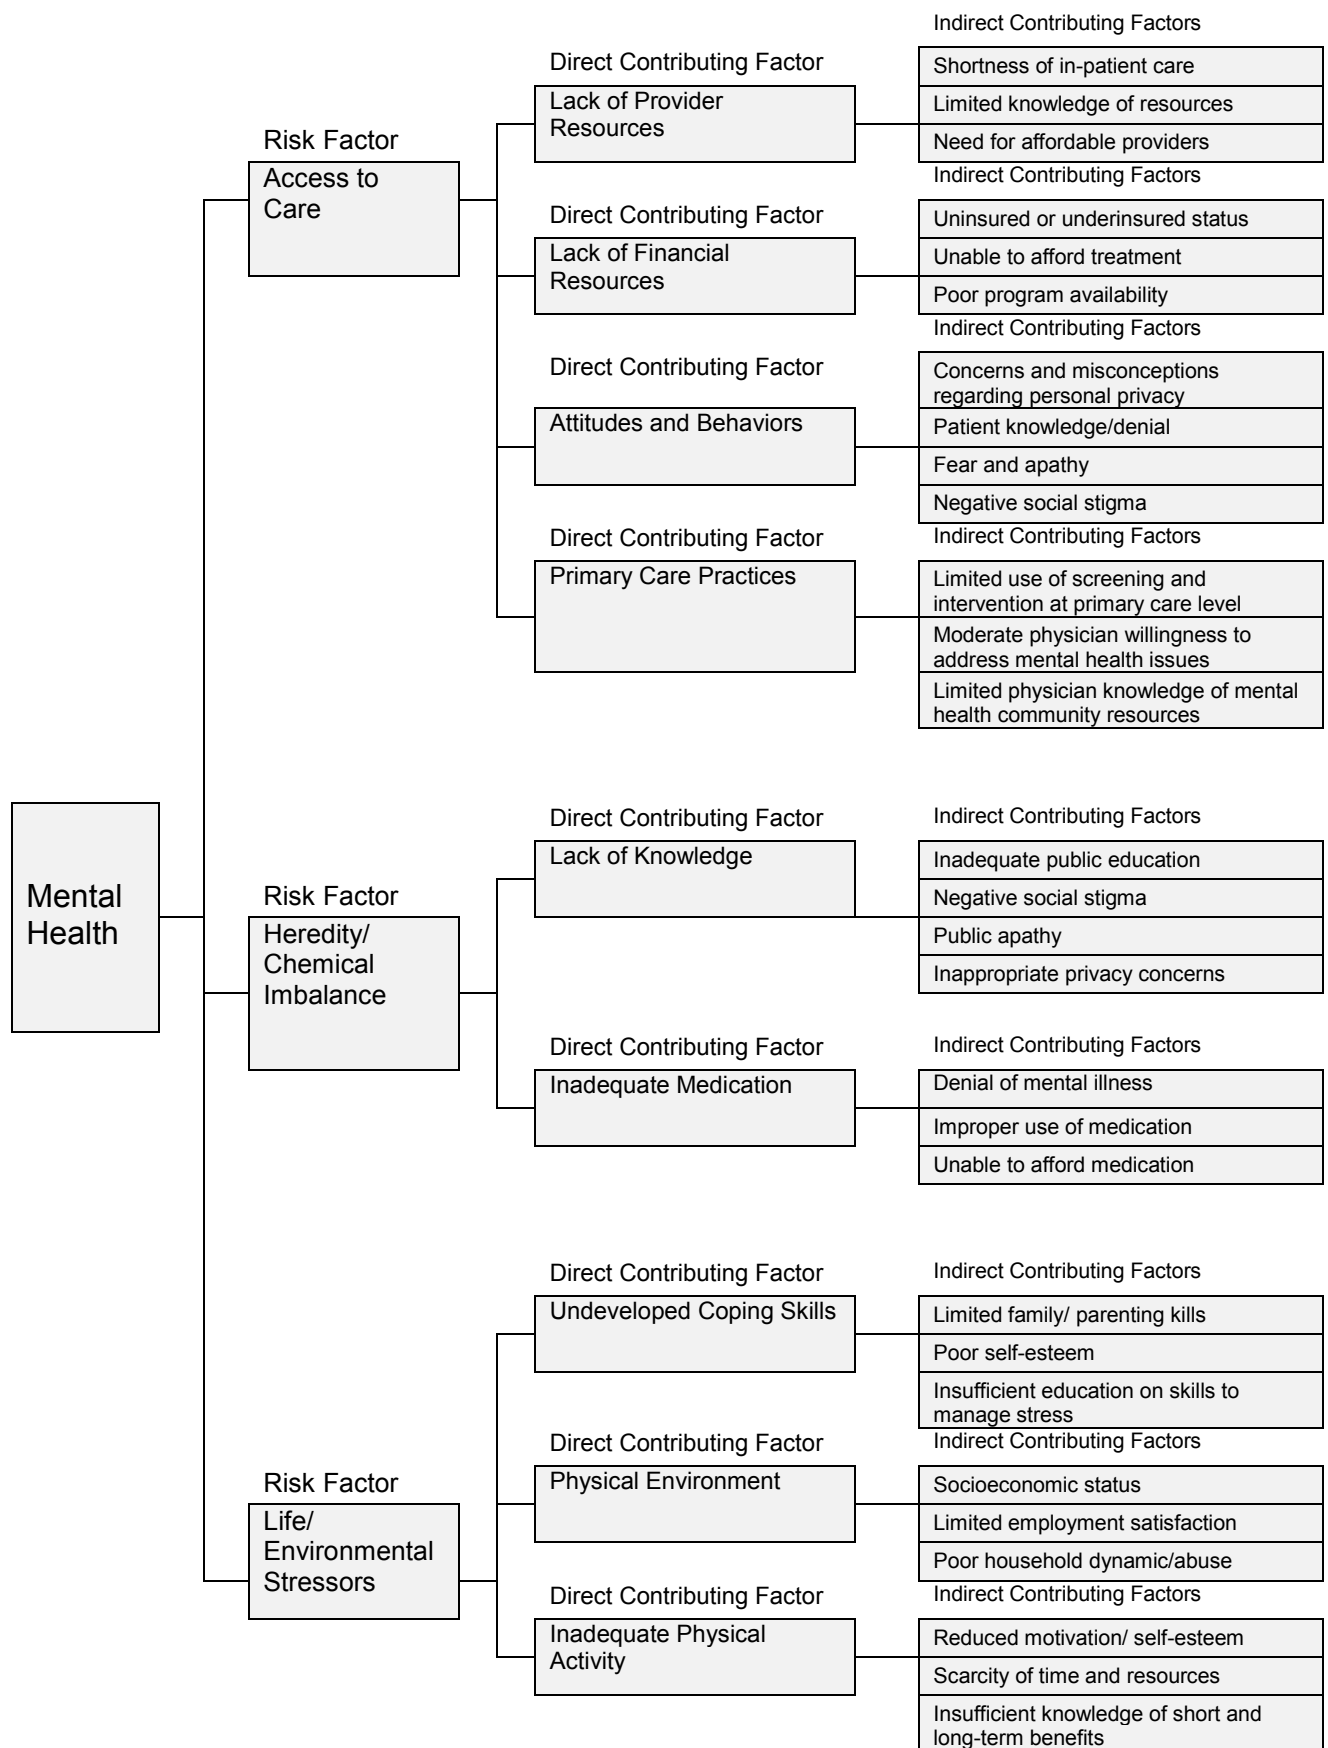 Mental
Health
Risk Factor
Access to
Care
Direct Contributing Factor
Lack of Provider
Resources
Indirect Contributing Factors
Shortness of in-patient care
Limited knowledge of resources
Need for affordable providers
Direct Contributing Factor
Lack of Financial
Resources
Indirect Contributing Factors
Uninsured or underinsured status
Unable to afford treatment
Poor program availability
Direct Contributing Factor
Attitudes and Behaviors
Indirect Contributing Factors
Concerns and misconceptions
regarding personal privacy
Patient knowledge/denial
Fear and apathy
Negative social stigma
Direct Contributing Factor
Primary Care Practices
Indirect Contributing Factors
Limited use of screening and
intervention at primary care level
Moderate physician willingness to
address mental health issues
Limited physician knowledge of mental
health community resources
Risk Factor
Heredity/
Chemical
Imbalance
Direct Contributing Factor
Lack of Knowledge
Indirect Contributing Factors
Inadequate public education
Negative social stigma
Public apathy
Inappropriate privacy concerns
Direct Contributing Factor
Inadequate Medication
Indirect Contributing Factors
Denial of mental illness
Improper use of medication
Unable to afford medication
Risk Factor
Life/
Environmental
Stressors
Direct Contributing Factor
Undeveloped Coping Skills
Indirect Contributing Factors
Limited family/ parenting kills
Poor self-esteem
Insufficient education on skills to
manage stress
Direct Contributing Factor
Physical Environment
Indirect Contributing Factors
Socioeconomic status
Limited employment satisfaction
Poor household dynamic/abuse
Direct Contributing Factor
Inadequate Physical
Activity
Indirect Contributing Factors
Reduced motivation/ self-esteem
Scarcity of time and resources
Insufficient knowledge of short and
long-term benefits